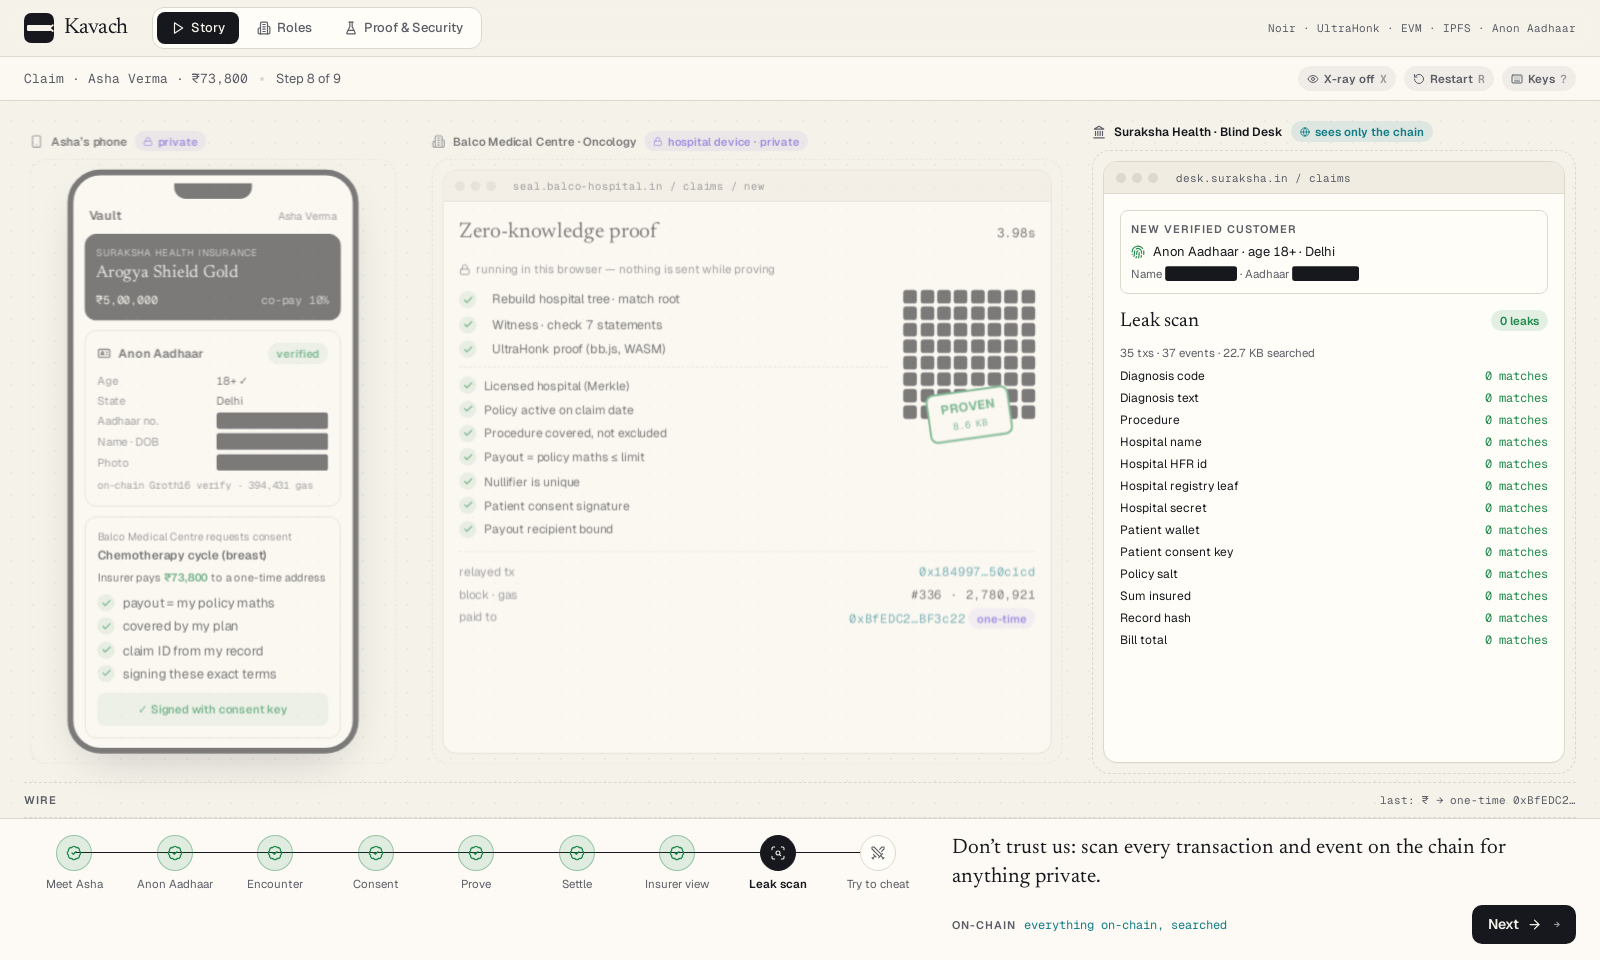 Kavach
Story
Roles
Proof & Security
Noir · UltraHonk · EVM · IPFS · Anon Aadhaar
Claim · Asha Verma · ₹73,800 • Step 8 of 9
X-ray off X
Restart R
Keys ?
Asha's phone
private
Vault
Asha Verma
SURAKSHA HEALTH INSURANCE
Arogya Shield Gold
₹5,00,000
co-pay 10%
Anon Aadhaar
verified
Age 18+ ✓
State Delhi
Aadhaar no.
Name · DOB
Photo
on-chain Groth16 verify · 394,431 gas
Balco Medical Centre requests consent
Chemotherapy cycle (breast)
Insurer pays ₹73,800 to a one-time address
payout = my policy maths
covered by my plan
claim ID from my record
signing these exact terms
✓ Signed with consent key
Balco Medical Centre · Oncology
hospital device · private
seal.balco-hospital.in / claims / new
Zero-knowledge proof
3.98s
running in this browser — nothing is sent while proving
Rebuild hospital tree · match root
Witness · check 7 statements
UltraHonk proof (bb.js, WASM)
Licensed hospital (Merkle)
Policy active on claim date
Procedure covered, not excluded
Payout = policy maths ≤ limit
Nullifier is unique
Patient consent signature
Payout recipient bound
PROVEN
8.6 KB
relayed tx 0x184997…50c1cd
block · gas #336 · 2,780,921
paid to 0xBfEDC2…BF3c22 one-time
Suraksha Health · Blind Desk
sees only the chain
desk.suraksha.in / claims
NEW VERIFIED CUSTOMER
Anon Aadhaar · age 18+ · Delhi
Name · Aadhaar
Leak scan
0 leaks
35 txs · 37 events · 22.7 KB searched
Diagnosis code 0 matches
Diagnosis text 0 matches
Procedure 0 matches
Hospital name 0 matches
Hospital HFR id 0 matches
Hospital registry leaf 0 matches
Hospital secret 0 matches
Patient wallet 0 matches
Patient consent key 0 matches
Policy salt 0 matches
Sum insured 0 matches
Record hash 0 matches
Bill total 0 matches
WIRE
last: ₹ → one-time 0xBfEDC2…
Meet Asha
Anon Aadhaar
Encounter
Consent
Prove
Settle
Insurer view
Leak scan
Try to cheat
Don't trust us: scan every transaction and event on the chain for
anything private.
ON-CHAIN everything on-chain, searched
Next → →